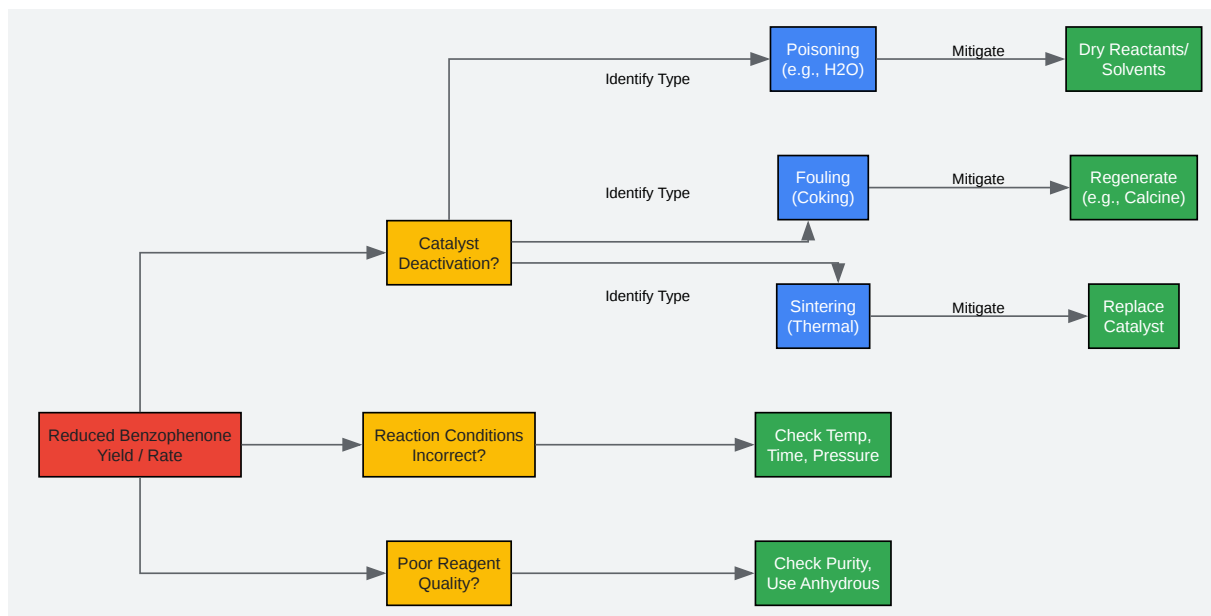 Poisoning
(e.g., H2O)
Mitigate
Dry Reactants/
Solvents
Identify Type
Fouling
(Coking)
Mitigate
Regenerate
(e.g., Calcine)
Identify Type
Catalyst
Deactivation?
Identify Type
Sintering
(Thermal)
Mitigate
Replace
Catalyst
Reduced Benzophenone
Yield / Rate
Reaction Conditions
Incorrect?
Check Temp,
Time, Pressure
Poor Reagent
Quality?
Check Purity,
Use Anhydrous